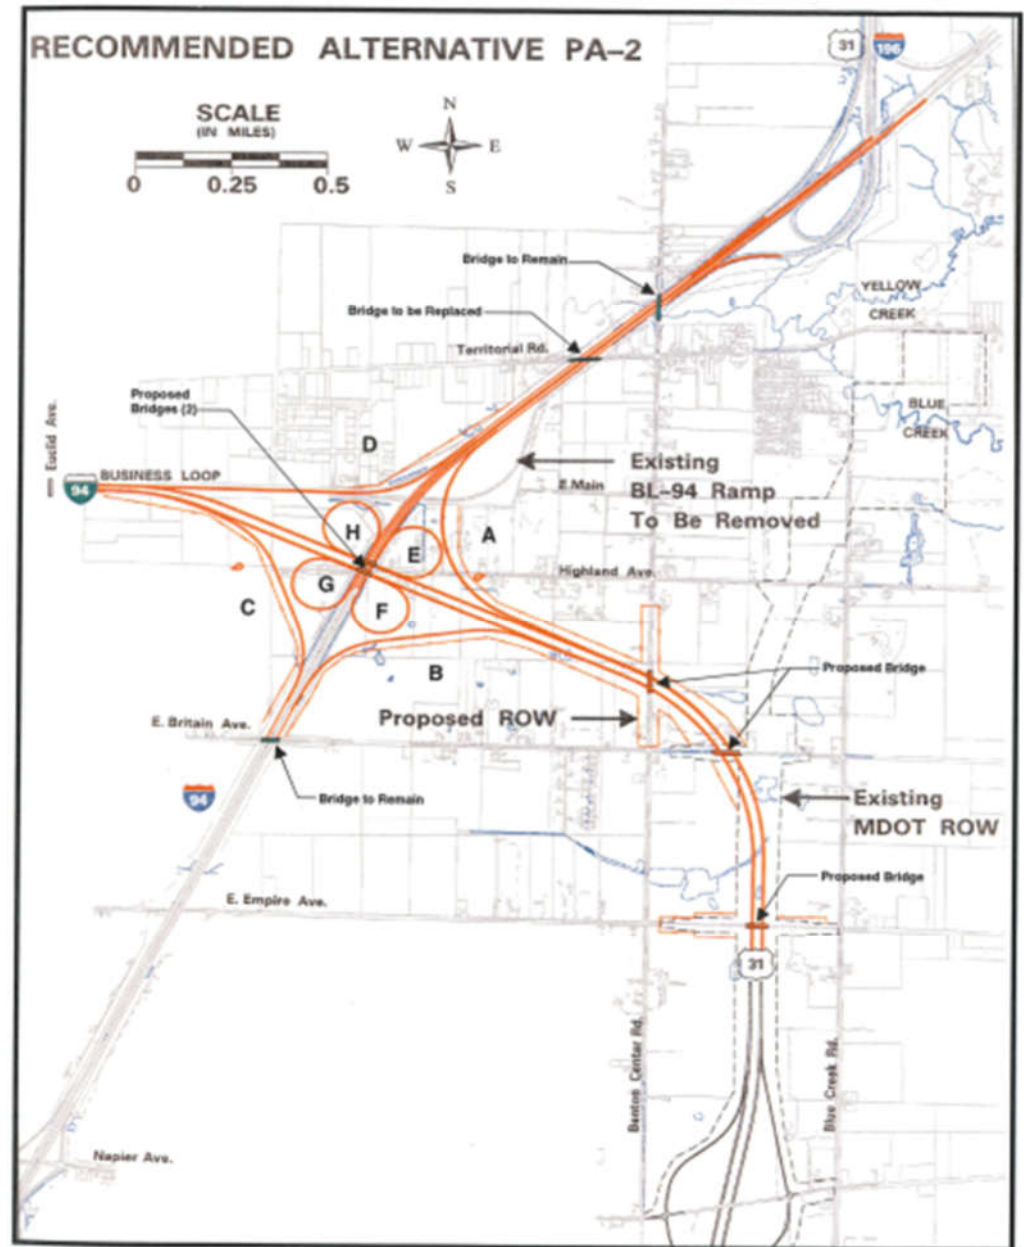 RECOMMENDED ALTERNATIVE PA-2
31
196
SCALE
(IN MILES)
0 0.25 0.5
N
W E
S
Bridge to Remain
Bridge to be Replaced
Territorial Rd.
YELLOW
CREEK
Proposed
Bridges (2)
Euclid Ave.
BLUE
CREEK
D
94
BUSINESS LOOP
Existing
BL-94 Ramp
To Be Removed
E.Main
H
E
A
Highland Ave.
G
F
C
B
Proposed Bridge
Proposed ROW
E. Britain Ave.
94
Bridge to Remain
Existing
MDOT ROW
Proposed Bridge
E. Empire Ave.
31
Benton Center Rd.
Blue Creek Rd.
Napier Ave.